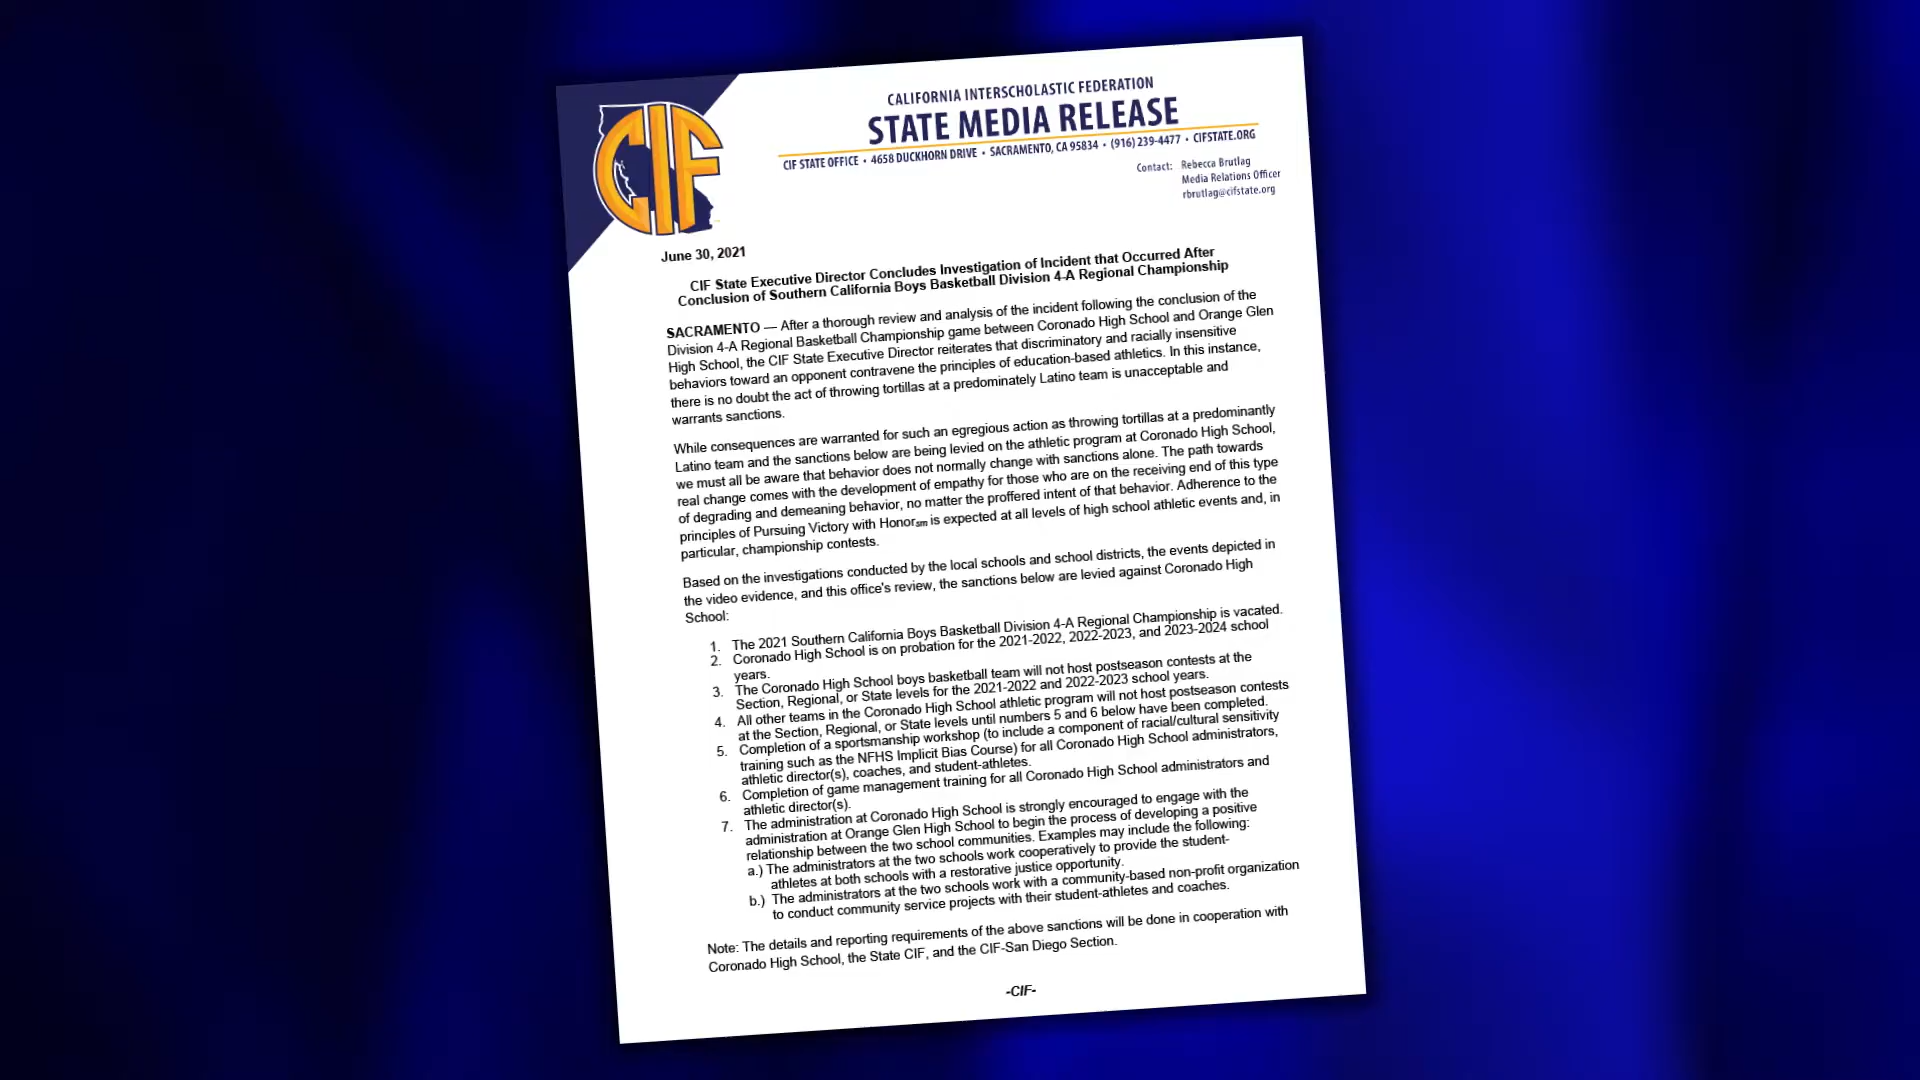 CIF
CALIFORNIA INTERSCHOLASTIC FEDERATION
STATE MEDIA RELEASE
CIF STATE OFFICE • 4658 DUCKHORN DRIVE • SACRAMENTO, CA 95834 • (916) 239-4477 • CIFSTATE.ORG
Contact: Rebecca Brutlag
Media Relations Officer
rbrutlag@cifstate.org
June 30, 2021
CIF State Executive Director Concludes Investigation of Incident that Occurred After
Conclusion of Southern California Boys Basketball Division 4-A Regional Championship
SACRAMENTO — After a thorough review and analysis of the incident following the conclusion of the
Division 4-A Regional Basketball Championship game between Coronado High School and Orange Glen
High School, the CIF State Executive Director reiterates that discriminatory and racially insensitive
behaviors toward an opponent contravene the principles of education-based athletics. In this instance,
there is no doubt the act of throwing tortillas at a predominately Latino team is unacceptable and
warrants sanctions.
While consequences are warranted for such an egregious action as throwing tortillas at a predominantly
Latino team and the sanctions below are being levied on the athletic program at Coronado High School,
we must all be aware that behavior does not normally change with sanctions alone. The path towards
real change comes with the development of empathy for those who are on the receiving end of this type
of degrading and demeaning behavior, no matter the proffered intent of that behavior. Adherence to the
principles of Pursuing Victory with Honorsm is expected at all levels of high school athletic events and, in
particular, championship contests.
Based on the investigations conducted by the local schools and school districts, the events depicted in
the video evidence, and this office's review, the sanctions below are levied against Coronado High
School:
1. The 2021 Southern California Boys Basketball Division 4-A Regional Championship is vacated.
2. Coronado High School is on probation for the 2021-2022, 2022-2023, and 2023-2024 school
years.
3. The Coronado High School boys basketball team will not host postseason contests at the
Section, Regional, or State levels for the 2021-2022 and 2022-2023 school years.
4. All other teams in the Coronado High School athletic program will not host postseason contests
at the Section, Regional, or State levels until numbers 5 and 6 below have been completed.
5. Completion of a sportsmanship workshop (to include a component of racial/cultural sensitivity
training such as the NFHS Implicit Bias Course) for all Coronado High School administrators,
athletic director(s), coaches, and student-athletes.
6. Completion of game management training for all Coronado High School administrators and
athletic director(s).
7. The administration at Coronado High School is strongly encouraged to engage with the
administration at Orange Glen High School to begin the process of developing a positive
relationship between the two school communities. Examples may include the following:
a.) The administrators at the two schools work cooperatively to provide the student-
athletes at both schools with a restorative justice opportunity.
b.) The administrators at the two schools work with a community-based non-profit organization
to conduct community service projects with their student-athletes and coaches.
Note: The details and reporting requirements of the above sanctions will be done in cooperation with
Coronado High School, the State CIF, and the CIF-San Diego Section.
-CIF-